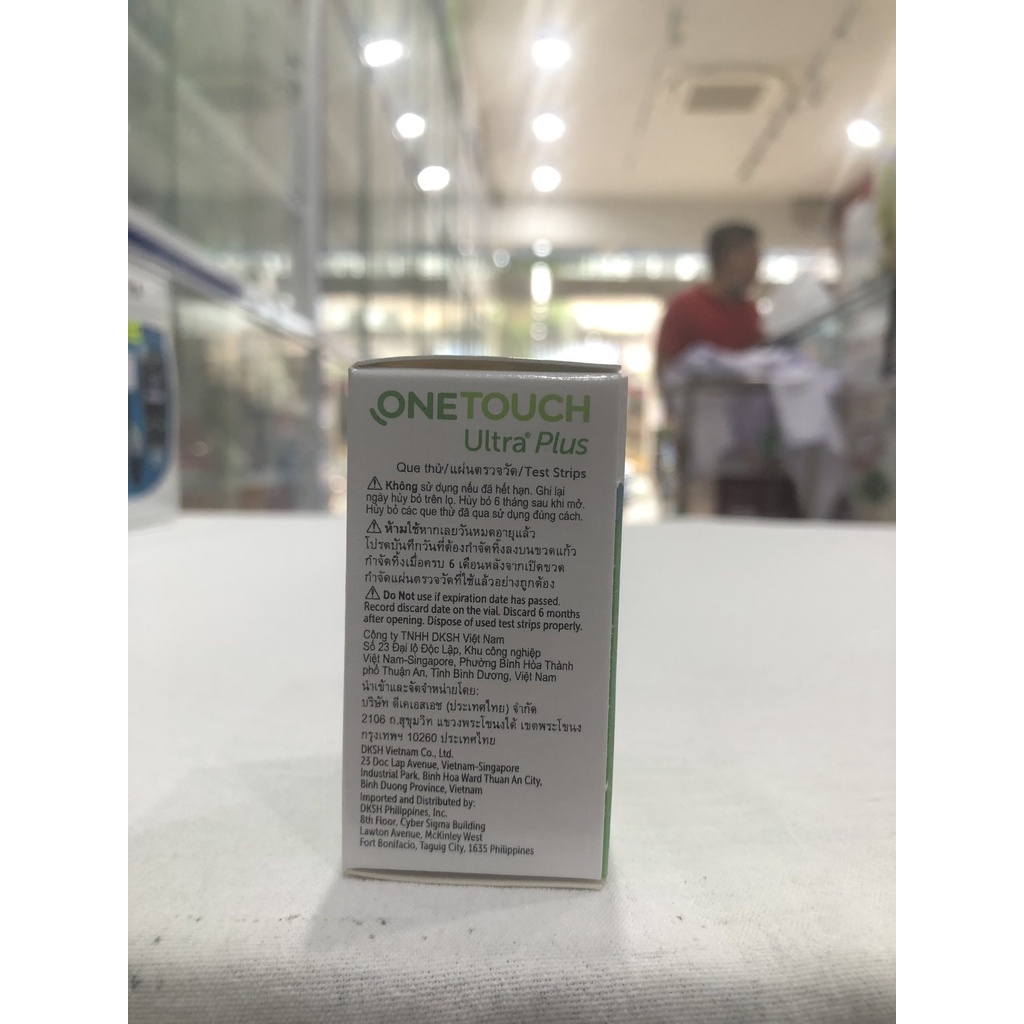 ONETOUCH
Ultra® Plus
Que thử/แผ่นตรวจวัด/Test Strips
⚠ Không sử dụng nếu đã hết hạn. Ghi lại
ngày hủy bỏ trên lọ. Hủy bỏ 6 tháng sau khi mở.
Hủy bỏ các que thử đã qua sử dụng đúng cách.
⚠ ห้ามใช้หากเลยวันหมดอายุแล้ว
โปรดบันทึกวันที่ต้องกำจัดทิ้งลงบนขวดแก้ว
กำจัดทิ้งเมื่อครบ 6 เดือนหลังจากเปิดขวด
กำจัดแผ่นตรวจวัดที่ใช้แล้วอย่างถูกต้อง
⚠ Do Not use if expiration date has passed.
Record discard date on the vial. Discard 6 months
after opening. Dispose of used test strips properly.
Công ty TNHH DKSH Việt Nam
Số 23 Đại lộ Độc Lập, Khu công nghiệp
Việt Nam-Singapore, Phường Bình Hòa Thành
phố Thuận An, Tỉnh Bình Dương, Việt Nam
นำเข้าและจัดจำหน่ายโดย:
บริษัท ดีเคเอสเอช (ประเทศไทย) จำกัด
2106 ถ.สุขุมวิท แขวงพระโขนงใต้ เขตพระโขนง
กรุงเทพฯ 10260 ประเทศไทย
DKSH Vietnam Co., Ltd.
23 Doc Lap Avenue, Vietnam-Singapore
Industrial Park, Binh Hoa Ward Thuan An City,
Binh Duong Province, Vietnam
Imported and Distributed by:
DKSH Philippines, Inc.
8th Floor, Cyber Sigma Building
Lawton Avenue, McKinley West
Fort Bonifacio, Taguig City, 1635 Philippines